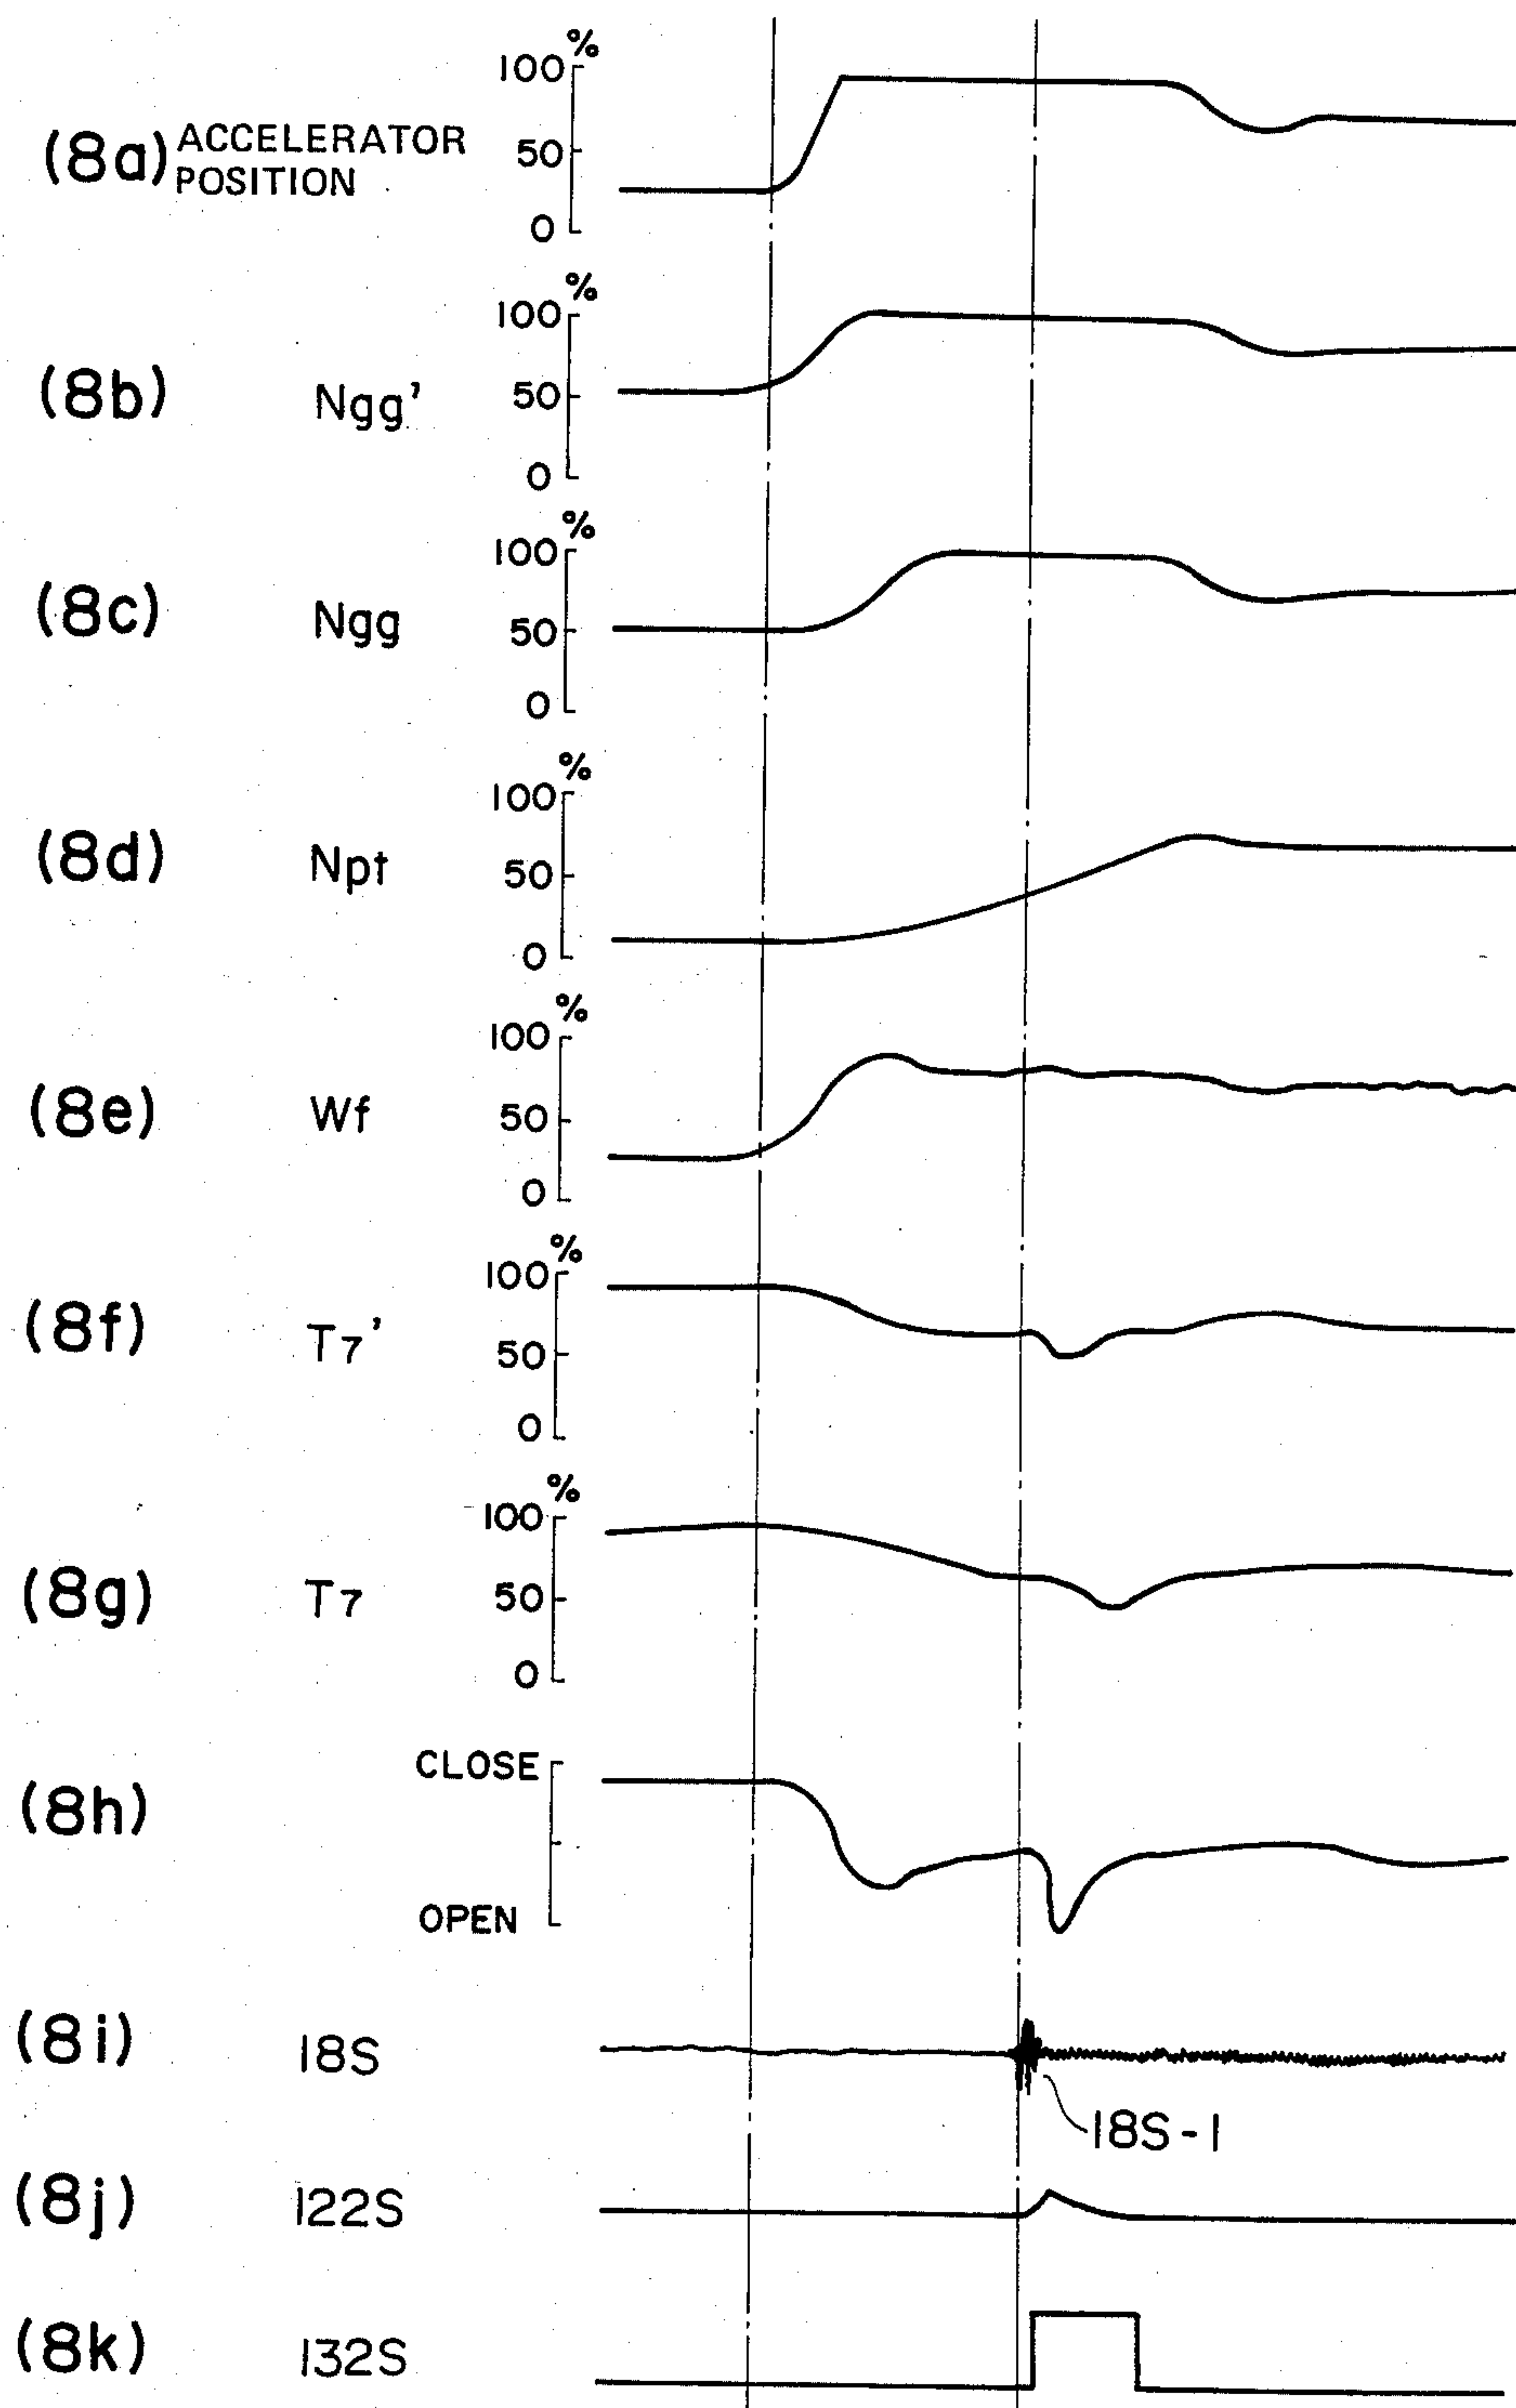 %
100
(8a) ACCELERATOR
POSITION
50
0
%
100
(8b) Ngg'
50
0
%
100
(8c) Ngg
50
0
%
100
(8d) Npt
50
0
%
100
(8e) Wf
50
0
%
100
(8f) T7'
50
0
%
100
(8g) T7
50
0
CLOSE
(8h)
OPEN
(8i) 18S
18S-1
(8j) 122S
(8k) 132S